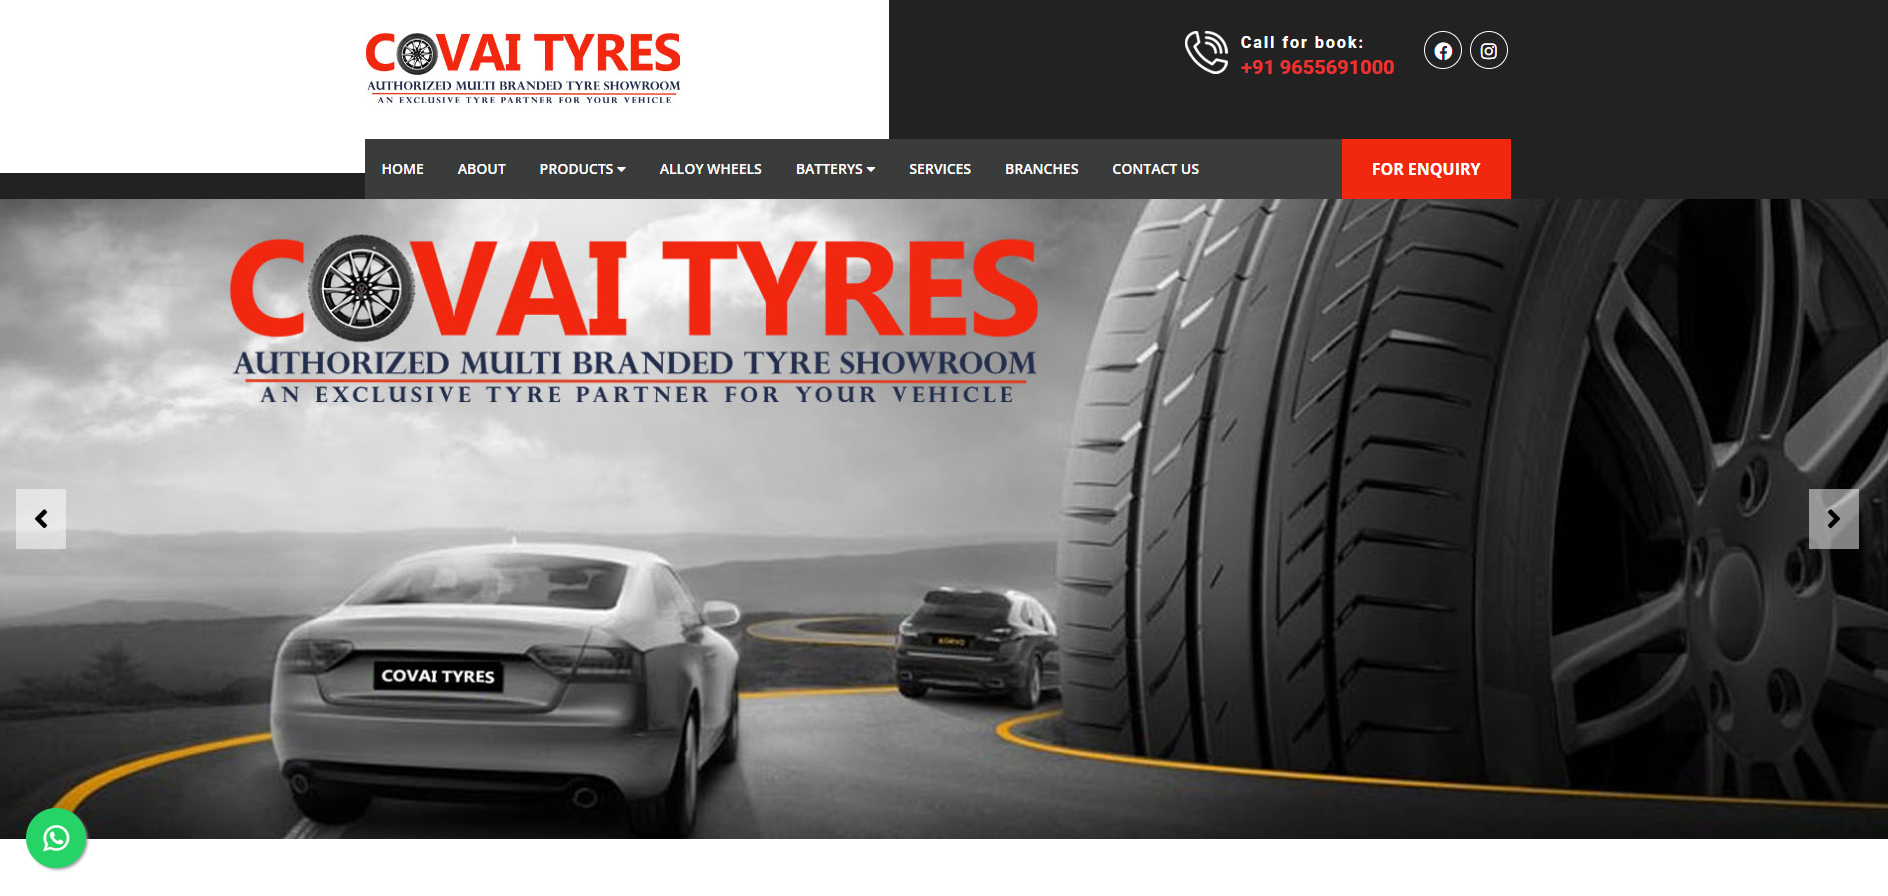 COVAI TYRES
AUTHORIZED MULTI BRANDED TYRE SHOWROOM
AN EXCLUSIVE TYRE PARTNER FOR YOUR VEHICLE
Call for book:
+91 9655691000
HOME ABOUT PRODUCTS ALLOY WHEELS BATTERYS SERVICES BRANCHES CONTACT US FOR ENQUIRY
COVAI TYRES
AUTHORIZED MULTI BRANDED TYRE SHOWROOM
AN EXCLUSIVE TYRE PARTNER FOR YOUR VEHICLE
COVAI TYRES